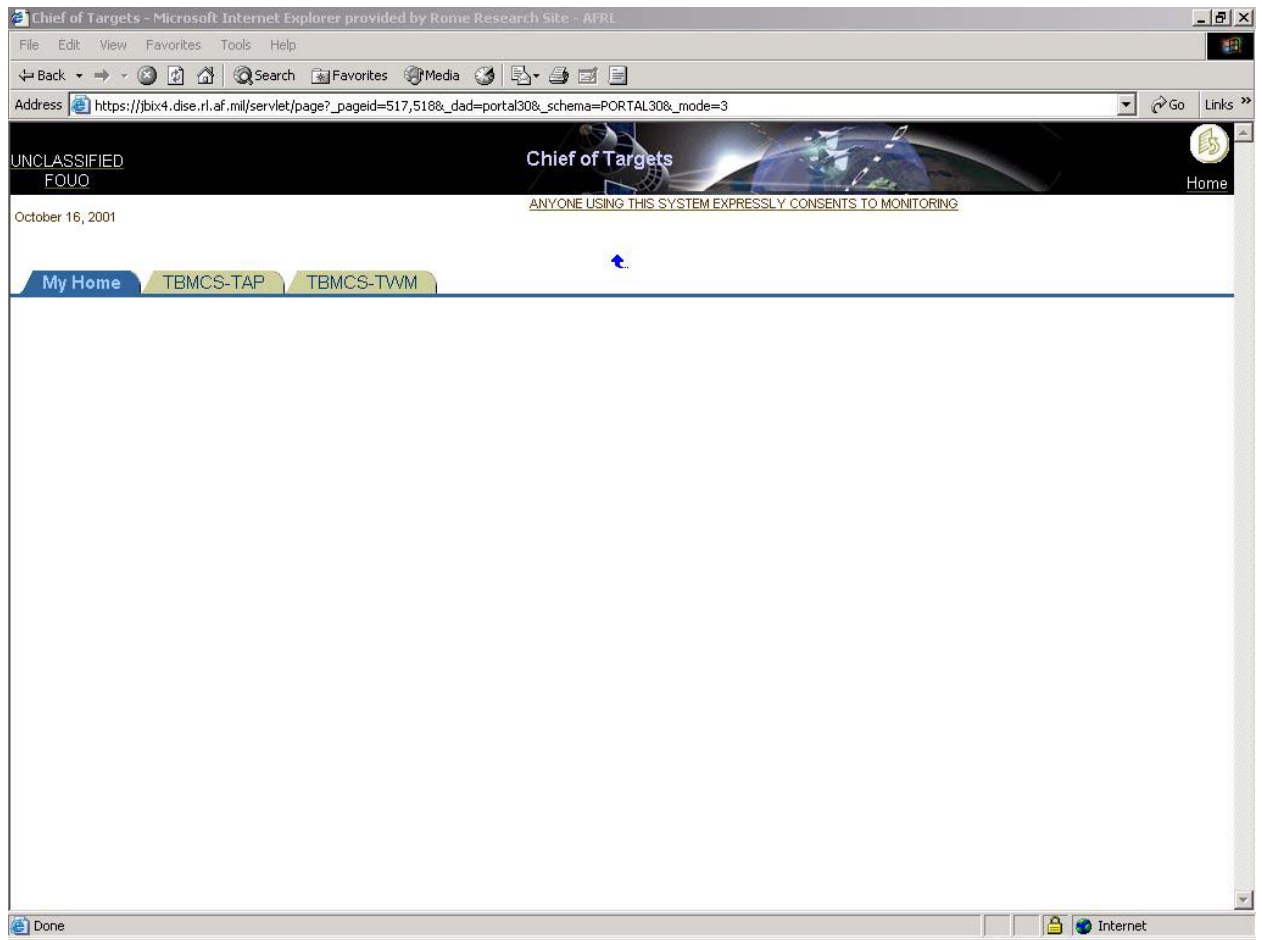 Chief of Targets - Microsoft Internet Explorer provided by Rome Research Site - AFRL
File Edit View Favorites Tools Help
Back Search Favorites Media
Address https://jbix4.dise.rl.af.mil/servlet/page?_pageid=517,518&_dad=portal30&_schema=PORTAL30&_mode=3 Go Links »
UNCLASSIFIED
FOUO
Chief of Targets
Home
ANYONE USING THIS SYSTEM EXPRESSLY CONSENTS TO MONITORING
October 16, 2001
My Home TBMCS-TAP TBMCS-TWM
Done Internet